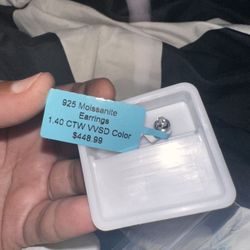 925 Moissanite
Earrings
1.40 CTW VVSD Color
$448.99